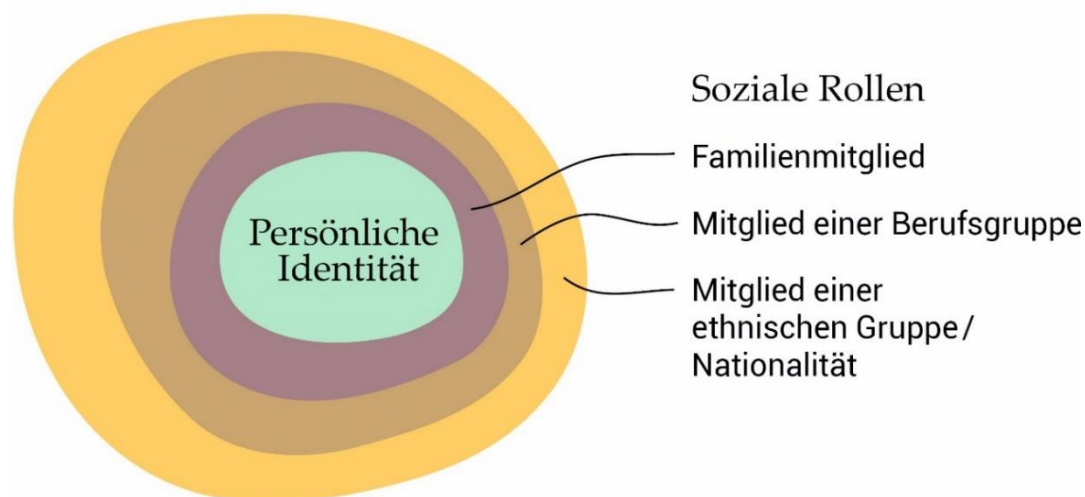 Persönliche
Identität
Soziale Rollen
Familienmitglied
Mitglied einer Berufsgruppe
Mitglied einer
ethnischen Gruppe/
Nationalität